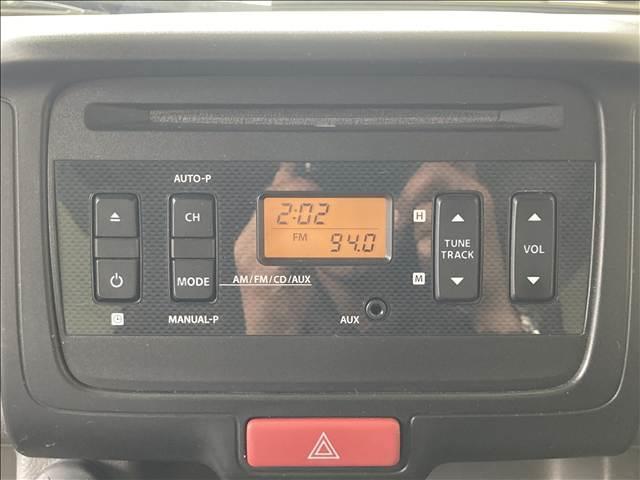 AUTO-P
CH
MODE
MANUAL-P
AM/FM/CD/AUX
2:02
FM
94.0
AUX
H
M
TUNE
TRACK
VOL